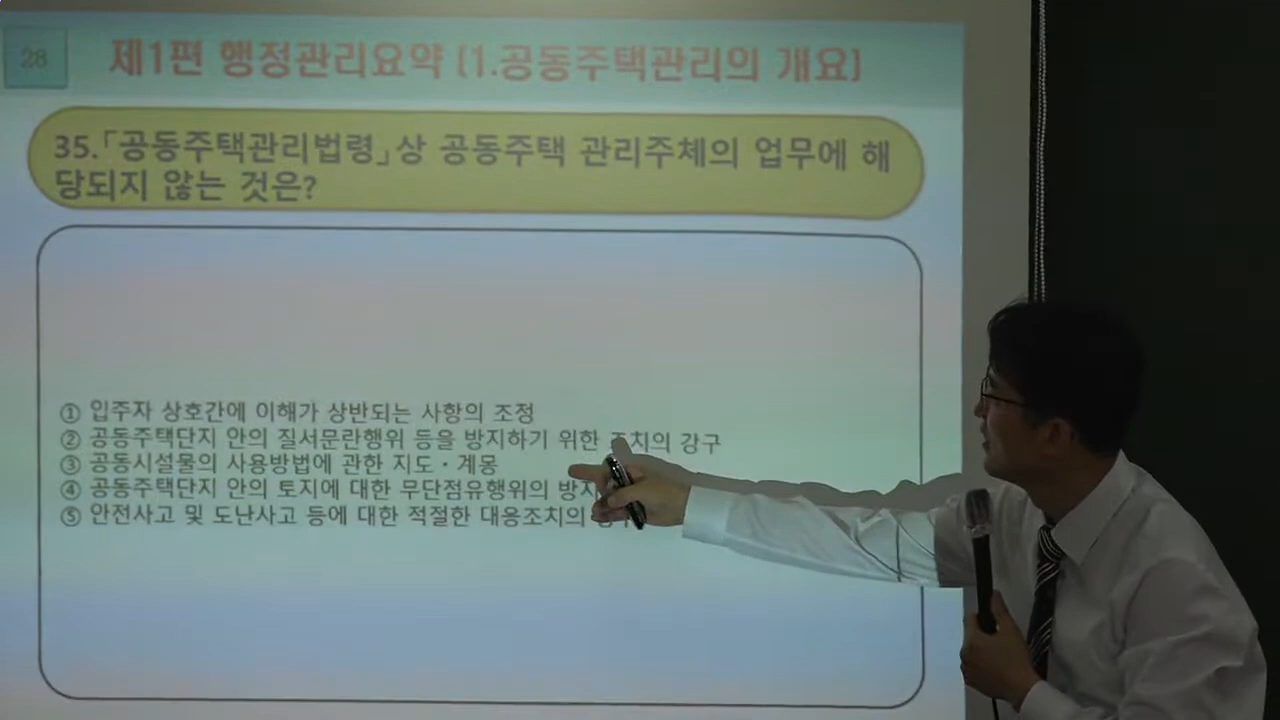 28
제1편 행정관리요약 [1.공동주택관리의 개요]
35.「공동주택관리법령」상 공동주택 관리주체의 업무에 해
당되지 않는 것은?
① 입주자 상호간에 이해가 상반되는 사항의 조정
② 공동주택단지 안의 질서문란행위 등을 방지하기 위한 조치의 강구
③ 공동시설물의 사용방법에 관한 지도·계몽
④ 공동주택단지 안의 토지에 대한 무단점유행위의 방지
⑤ 안전사고 및 도난사고 등에 대한 적절한 대응조치의